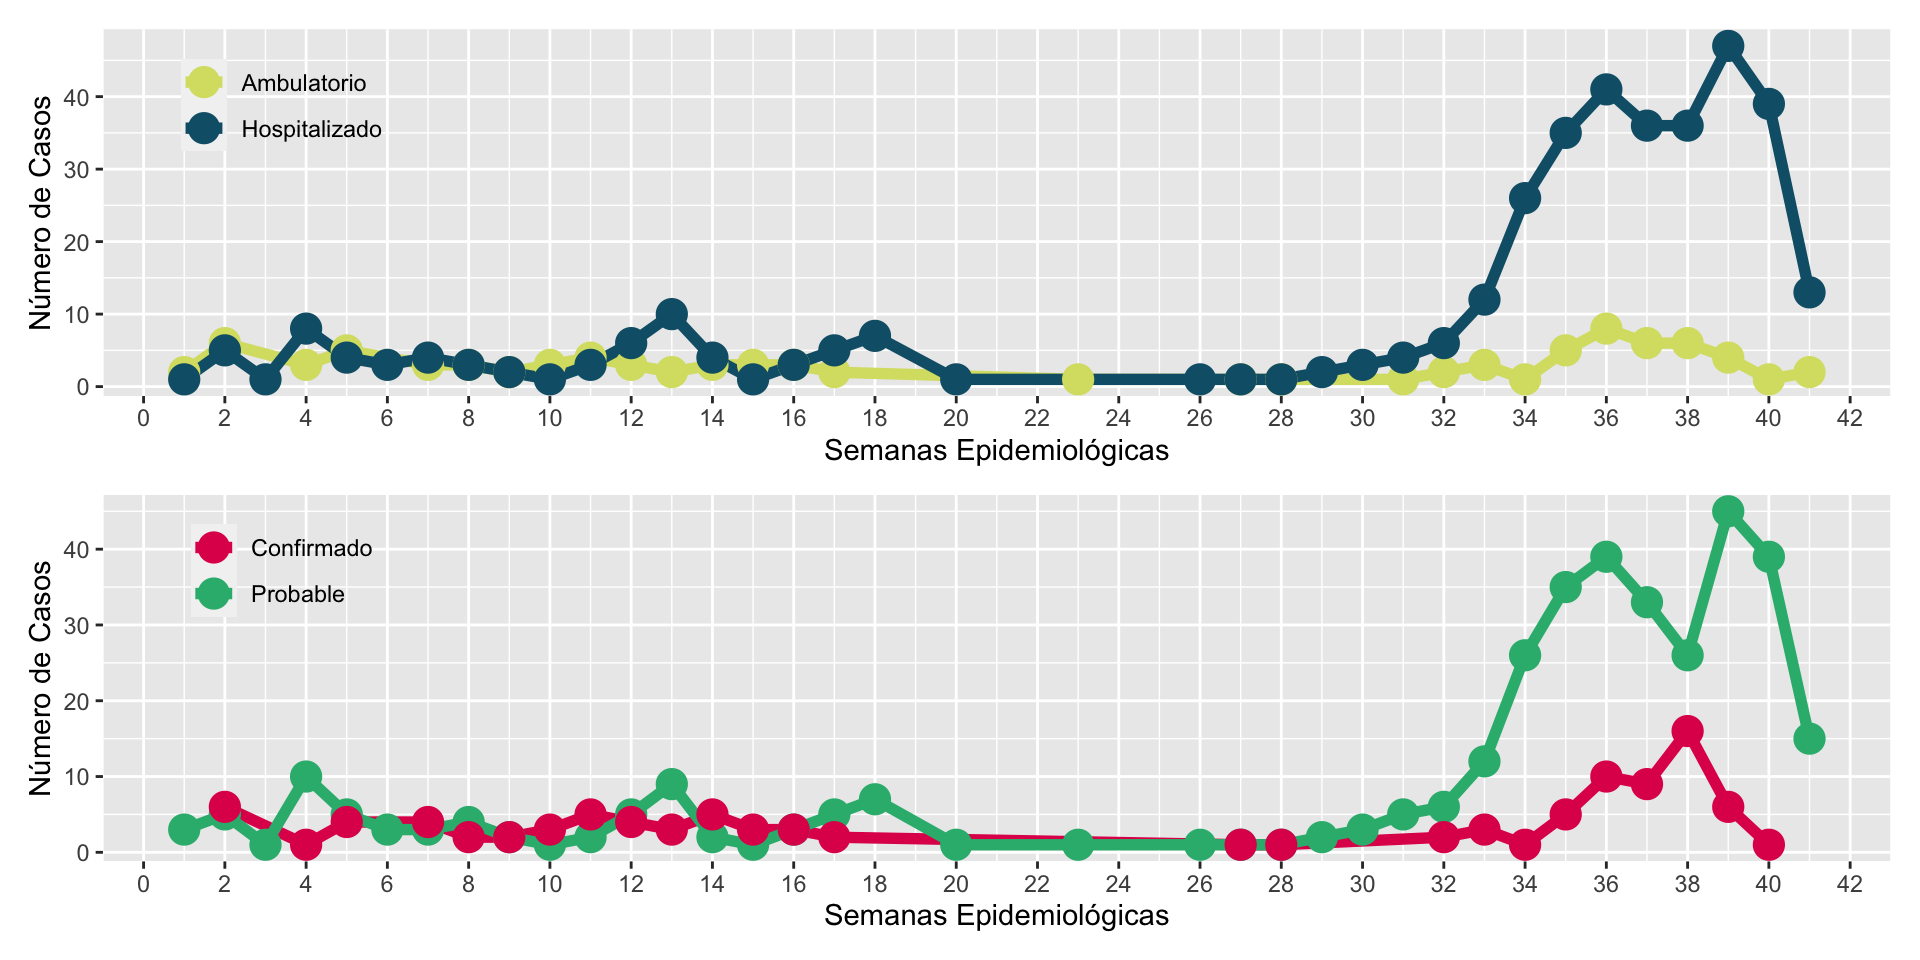 Número de Casos
Ambulatorio
Hospitalizado
40
30
20
10
0
0 2 4 6 8 10 12 14 16 18 20 22 24 26 28 30 32 34 36 38 40 42
Semanas Epidemiológicas
Número de Casos
Confirmado
Probable
40
30
20
10
0
0 2 4 6 8 10 12 14 16 18 20 22 24 26 28 30 32 34 36 38 40 42
Semanas Epidemiológicas